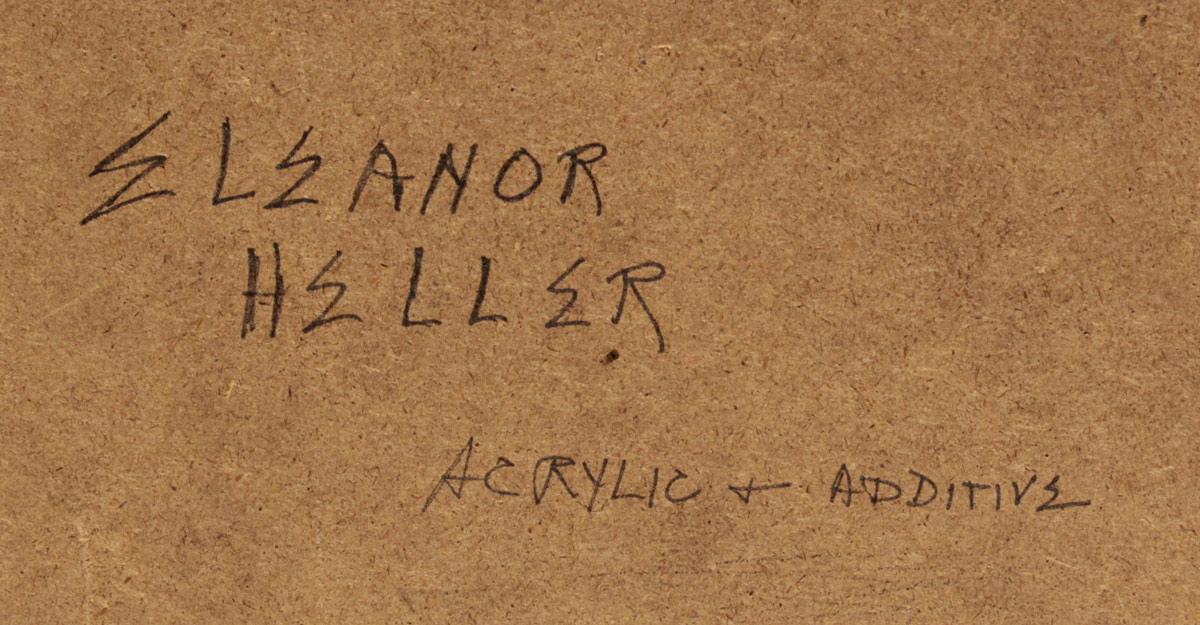 ELEANOR
HELLER
ACRYLIC + ADDITIVE